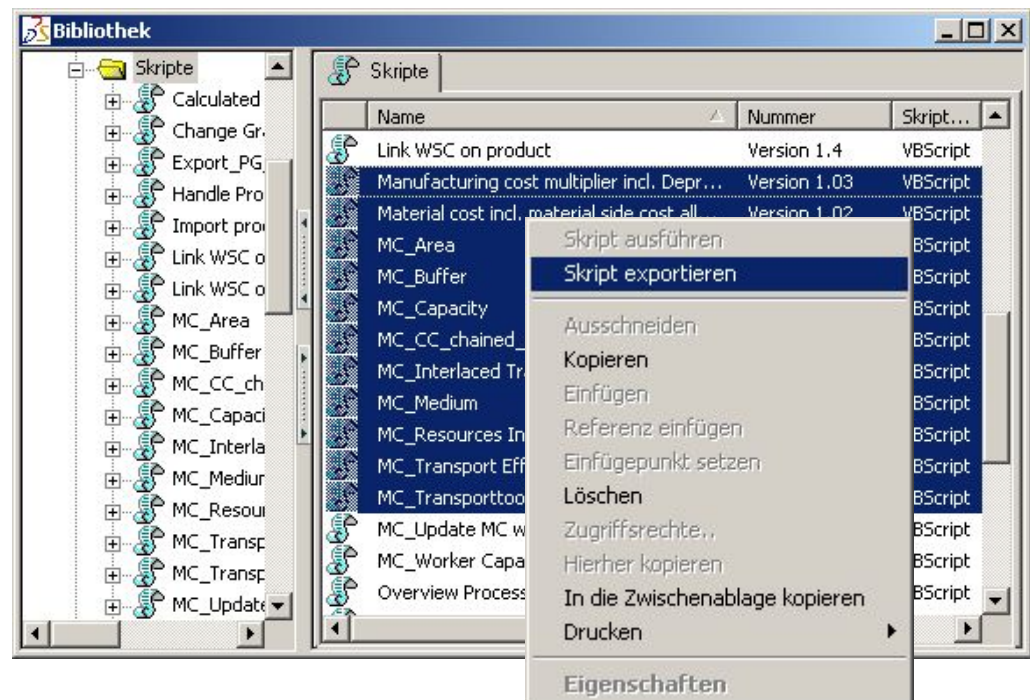 Bibliothek
Skripte
Calculated
Change Gr
Export_PG
Handle Pro
Import pro
Link WSC o
Link WSC o
MC_Area
MC_Buffer
MC_CC_ch
MC_Capaci
MC_Interla
MC_Mediur
MC_Resour
MC_Transp
MC_Transp
MC_Update
Skripte
Name Nummer Skript...
Link WSC on product Version 1.4 VBScript
Manufacturing cost multiplier incl. Depr... Version 1.03 VBScript
Material cost incl. material side cost all... Version 1.02 VBScript
MC_Area BScript
MC_Buffer BScript
MC_Capacity BScript
MC_CC_chained_ BScript
MC_Interlaced Tr BScript
MC_Medium BScript
MC_Resources In BScript
MC_Transport Eff BScript
MC_Transporttoo BScript
MC_Update MC w BScript
MC_Worker Capa BScript
Overview Process BScript
Skript ausführen
Skript exportieren
Ausschneiden
Kopieren
Einfügen
Referenz einfügen
Einfügepunkt setzen
Löschen
Zugriffsrechte..
Hierher kopieren
In die Zwischenablage kopieren
Drucken
Eigenschaften